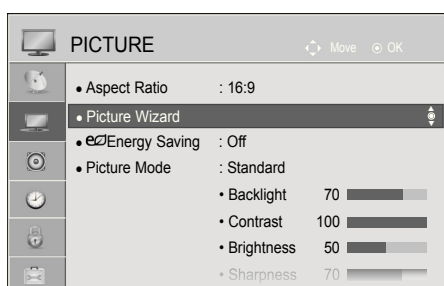 PICTURE
Move OK
• Aspect Ratio : 16:9
• Picture Wizard
• Energy Saving : Off
• Picture Mode : Standard
• Backlight 70
• Contrast 100
• Brightness 50
• Sharpness 70